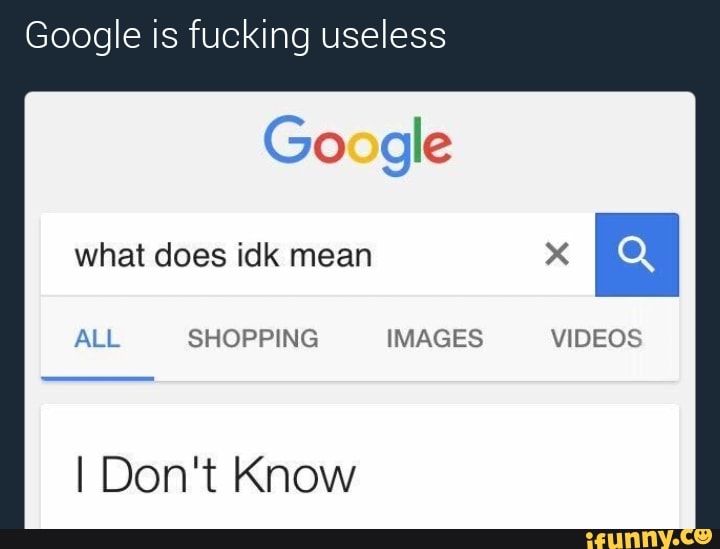 Google is fucking useless
Google
what does idk mean ×
ALL SHOPPING IMAGES VIDEOS
I Don't Know
ifunny.co